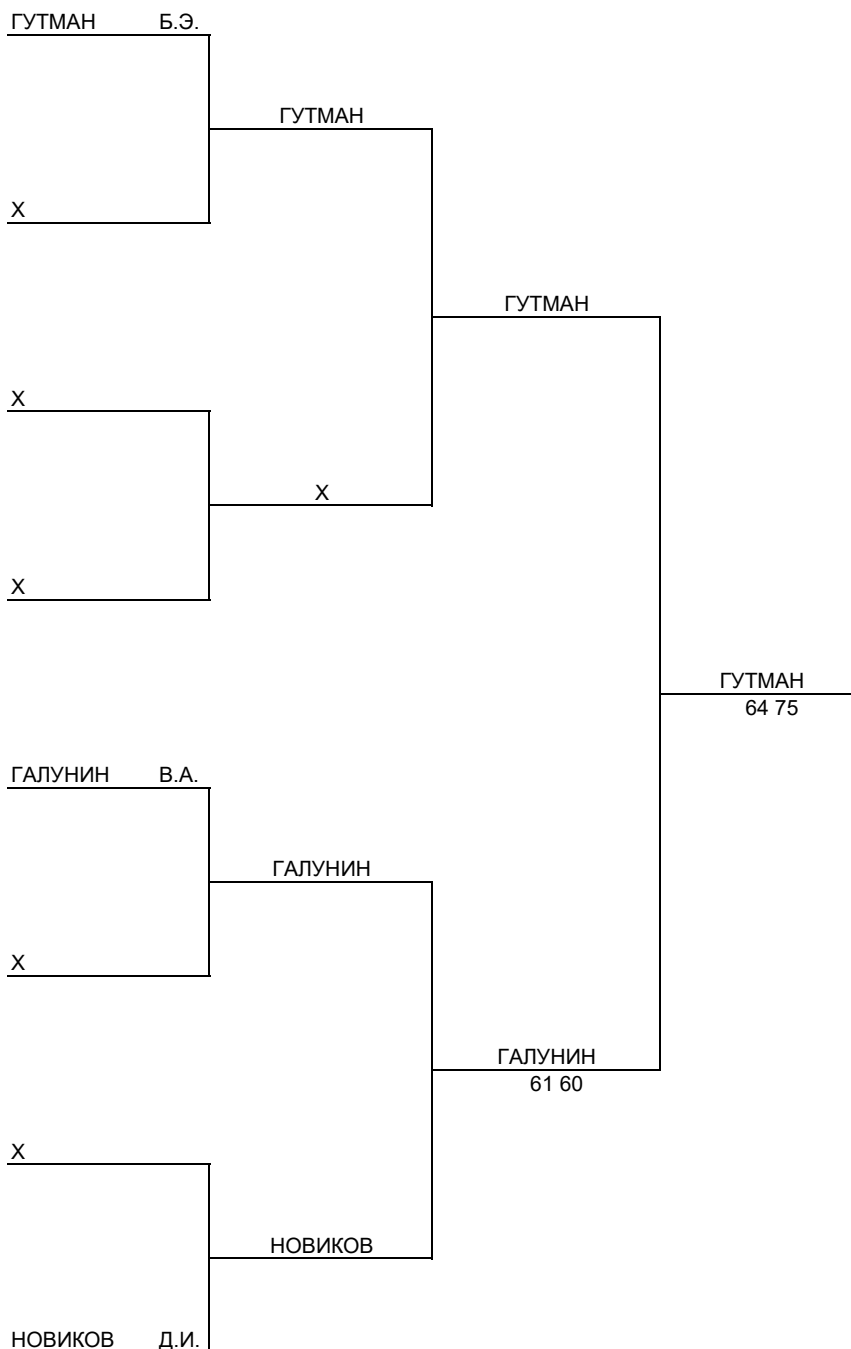 ГУТМАН Б.Э.
ГУТМАН
Х
ГУТМАН
Х
Х
Х
ГУТМАН
64 75
ГАЛУНИН В.А.
ГАЛУНИН
Х
ГАЛУНИН
61 60
Х
НОВИКОВ
НОВИКОВ Д.И.